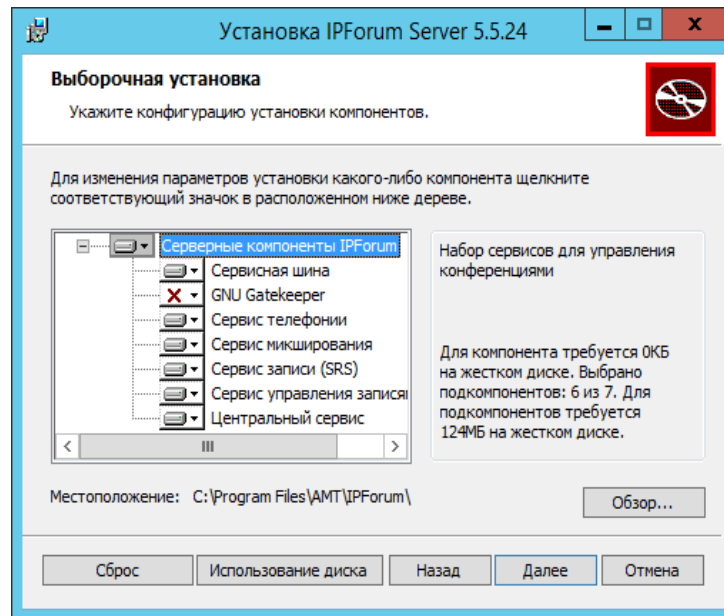 Установка IPForum Server 5.5.24
Выборочная установка
Укажите конфигурацию установки компонентов.
Для изменения параметров установки какого-либо компонента щелкните
соответствующий значок в расположенном ниже дереве.
Серверные компоненты IPForum
Сервисная шина
GNU Gatekeeper
Сервис телефонии
Сервис микширования
Сервис записи (SRS)
Сервис управления запися
Центральный сервис
Набор сервисов для управления
конференциями
Для компонента требуется 0КБ
на жестком диске. Выбрано
подкомпонентов: 6 из 7. Для
подкомпонентов требуется
124МБ на жестком диске.
Местоположение: C:\Program Files\AMT\IPForum\
Обзор...
Сброс Использование диска Назад Далее Отмена